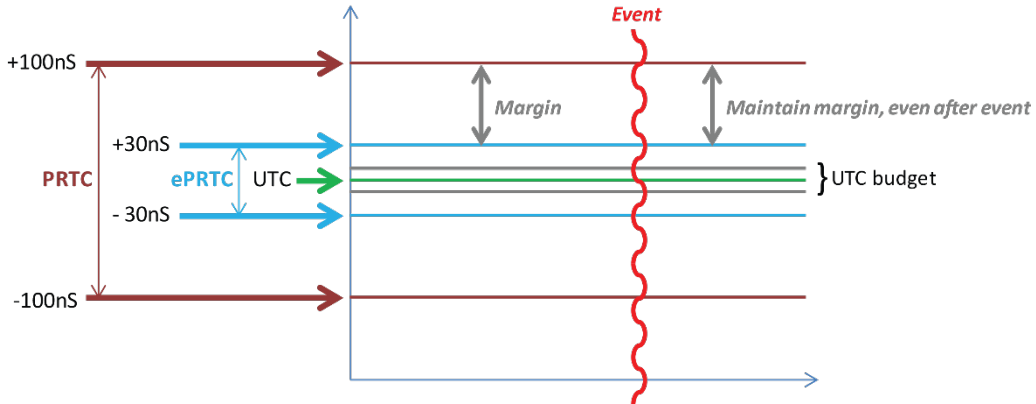 Event
+100nS
Margin
Maintain margin, even after event
+30nS
PRTC
ePRTC
UTC
} UTC budget
- 30nS
-100nS